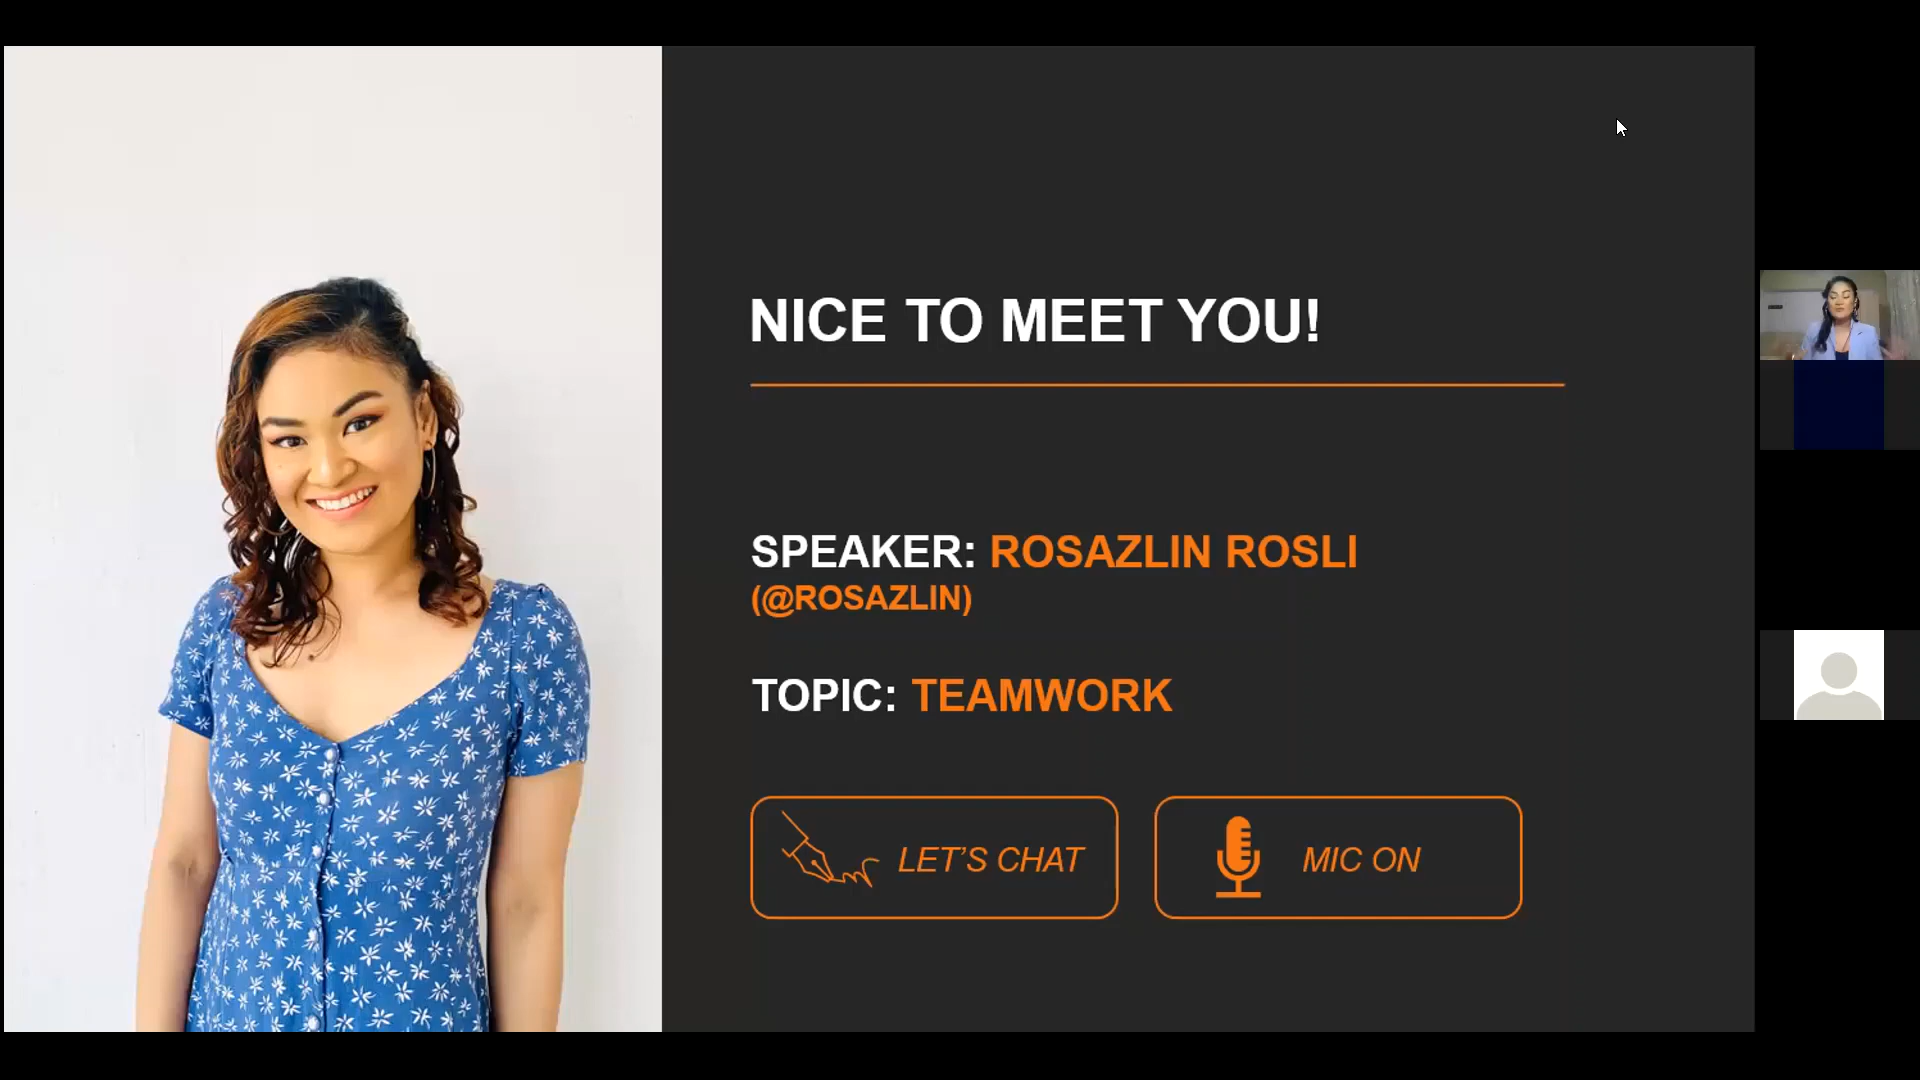 NICE TO MEET YOU!
SPEAKER: ROSAZLIN ROSLI
(@ROSAZLIN)
TOPIC: TEAMWORK
LET’S CHAT
MIC ON